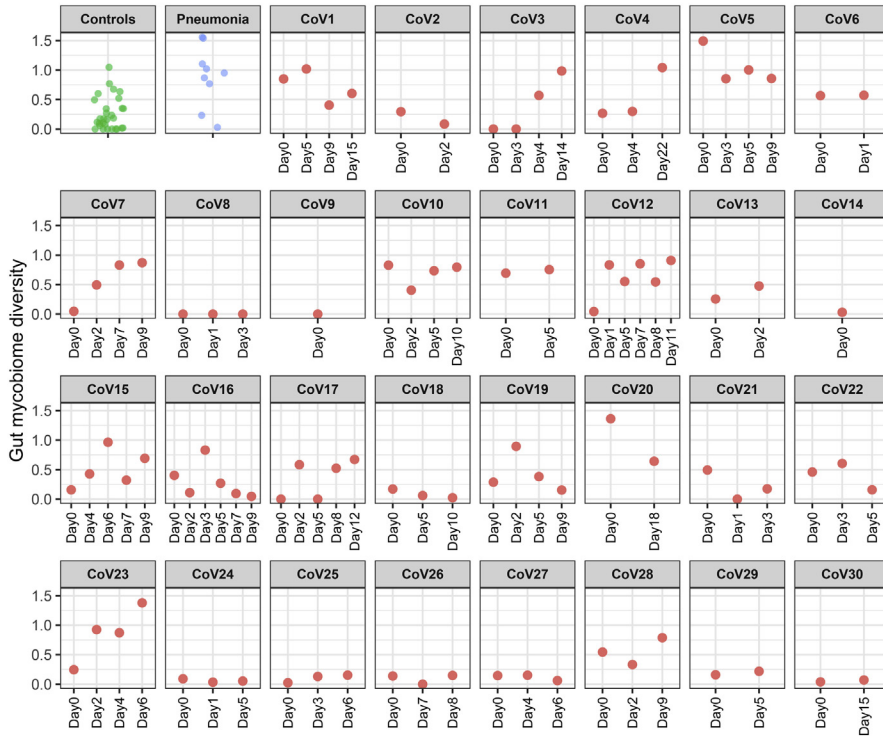 Gut mycobiome diversity
Controls Pneumonia CoV1 CoV2 CoV3 CoV4 CoV5 CoV6
1.5
1.0
0.5
0.0
Day0 Day5 Day9 Day15 Day0 Day2 Day0 Day3 Day4 Day14 Day0 Day4 Day22 Day0 Day3 Day5 Day9 Day0 Day1
CoV7 CoV8 CoV9 CoV10 CoV11 CoV12 CoV13 CoV14
1.5
1.0
0.5
0.0
Day0 Day2 Day7 Day9 Day0 Day1 Day3 Day0 Day0 Day2 Day5 Day10 Day0 Day5 Day0 Day1 Day5 Day7 Day8 Day11 Day0 Day2 Day0
CoV15 CoV16 CoV17 CoV18 CoV19 CoV20 CoV21 CoV22
1.5
1.0
0.5
0.0
Day0 Day4 Day6 Day7 Day9 Day0 Day2 Day3 Day5 Day7 Day9 Day0 Day2 Day5 Day8 Day12 Day0 Day5 Day10 Day0 Day2 Day5 Day9 Day0 Day18 Day0 Day1 Day3 Day0 Day3 Day5
CoV23 CoV24 CoV25 CoV26 CoV27 CoV28 CoV29 CoV30
1.5
1.0
0.5
0.0
Day0 Day2 Day4 Day6 Day0 Day1 Day5 Day0 Day3 Day6 Day0 Day7 Day8 Day0 Day4 Day6 Day0 Day2 Day9 Day0 Day5 Day0 Day15